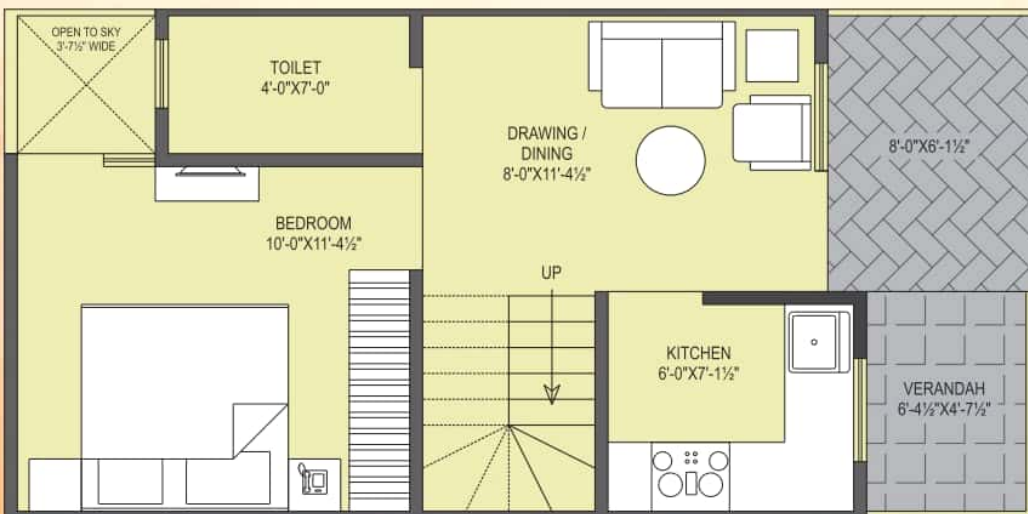 OPEN TO SKY
3'-7½" WIDE
TOILET
4'-0"X7'-0"
DRAWING /
DINING
8'-0"X11'-4½"
8'-0"X6'-1½"
BEDROOM
10'-0"X11'-4½"
UP
KITCHEN
6'-0"X7'-1½"
VERANDAH
6'-4½"X4'-7½"